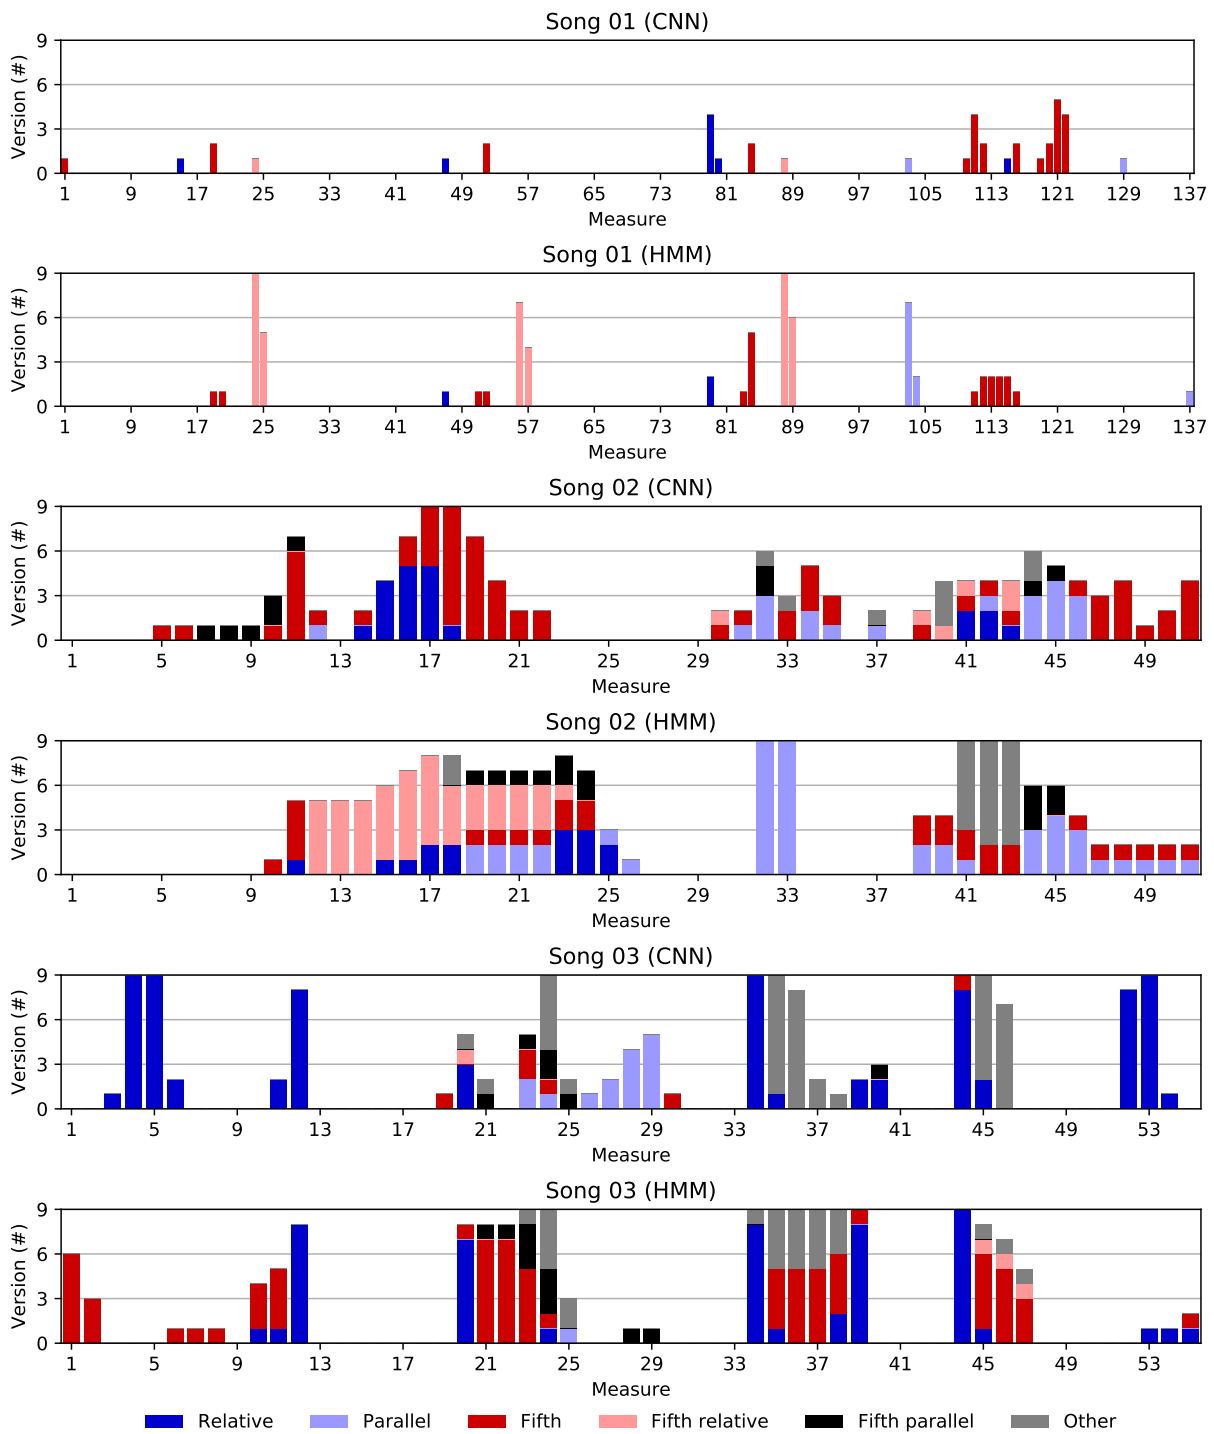 Song 01 (CNN)
Version (#)
9
6
3
0
1 9 17 25 33 41 49 57 65 73 81 89 97 105 113 121 129 137
Measure
Song 01 (HMM)
Version (#)
9
6
3
0
1 9 17 25 33 41 49 57 65 73 81 89 97 105 113 121 129 137
Measure
Song 02 (CNN)
Version (#)
9
6
3
0
1 5 9 13 17 21 25 29 33 37 41 45 49
Measure
Song 02 (HMM)
Version (#)
9
6
3
0
1 5 9 13 17 21 25 29 33 37 41 45 49
Measure
Song 03 (CNN)
Version (#)
9
6
3
0
1 5 9 13 17 21 25 29 33 37 41 45 49 53
Measure
Song 03 (HMM)
Version (#)
9
6
3
0
1 5 9 13 17 21 25 29 33 37 41 45 49 53
Measure
Relative Parallel Fifth Fifth relative Fifth parallel Other